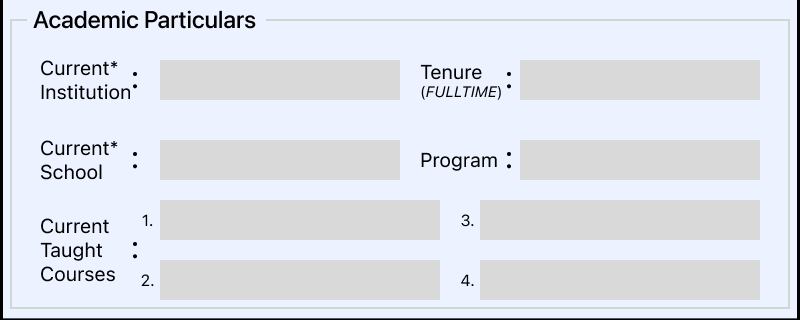 Academic Particulars
Current*
Institution :
Tenure
(FULLTIME) :
Current*
School :
Program :
Current
Taught
Courses :
1.
3.
2.
4.